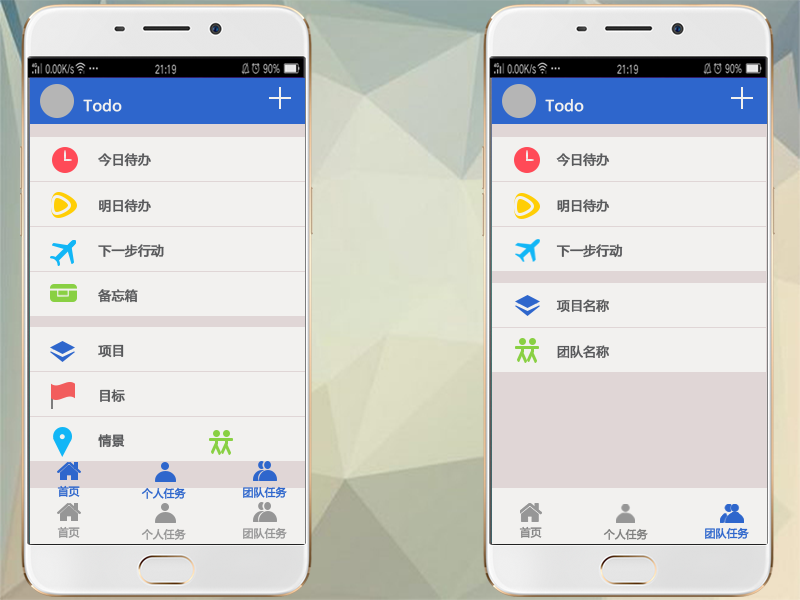 0.00K/s 21:19 90%
Todo
今日待办
明日待办
下一步行动
备忘箱
项目
目标
情景
首页 个人任务 团队任务
首页 个人任务 团队任务
0.00K/s 21:19 90%
Todo
今日待办
明日待办
下一步行动
项目名称
团队名称
首页 个人任务 团队任务